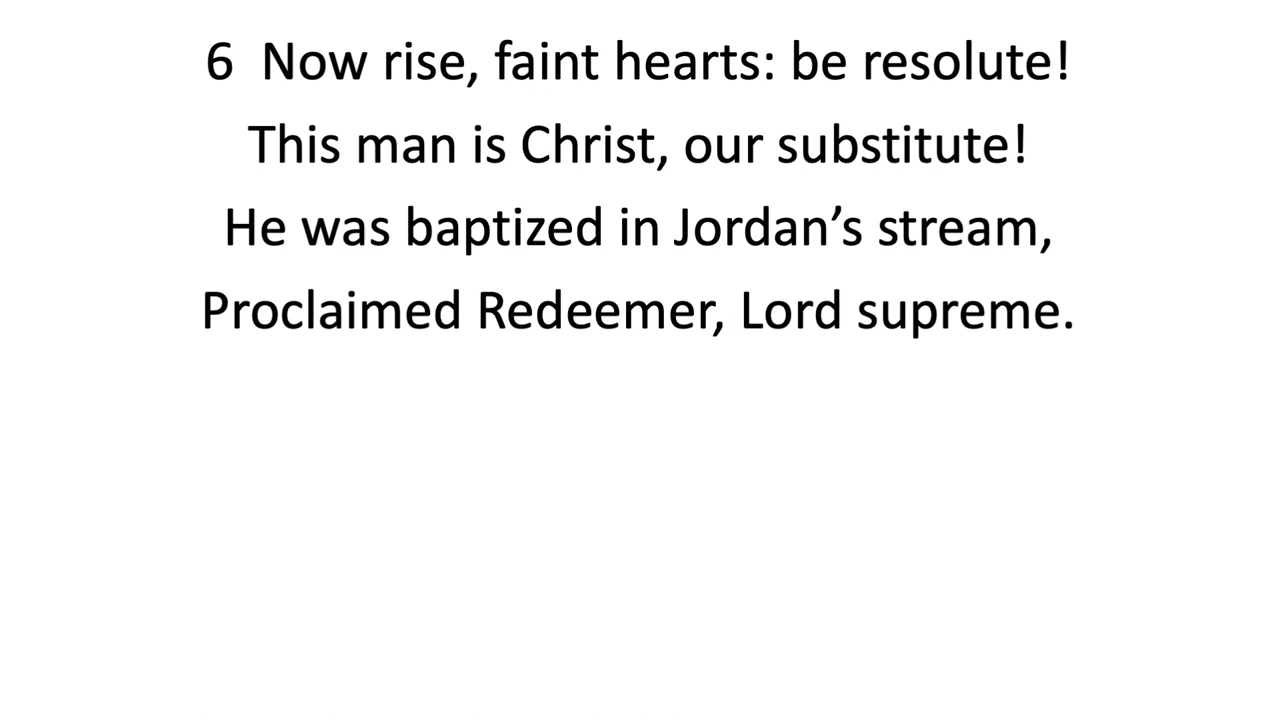 6  Now rise, faint hearts: be resolute!
This man is Christ, our substitute!
He was baptized in Jordan’s stream,
Proclaimed Redeemer, Lord supreme.